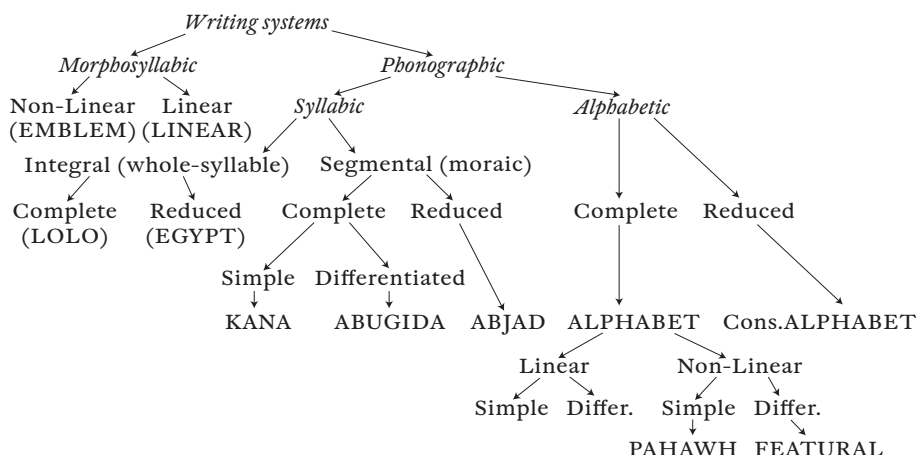 Writing systems
Morphosyllabic Phonographic
Non-Linear Linear Syllabic Alphabetic
(EMBLEM) (LINEAR)
Integral (whole-syllable) Segmental (moraic)
Complete Reduced Complete Reduced Complete Reduced
(LOLO) (EGYPT)
Simple Differentiated
KANA ABUGIDA ABJAD ALPHABET Cons.ALPHABET
Linear Non-Linear
Simple Differ. Simple Differ.
PAHAWH FEATURAL